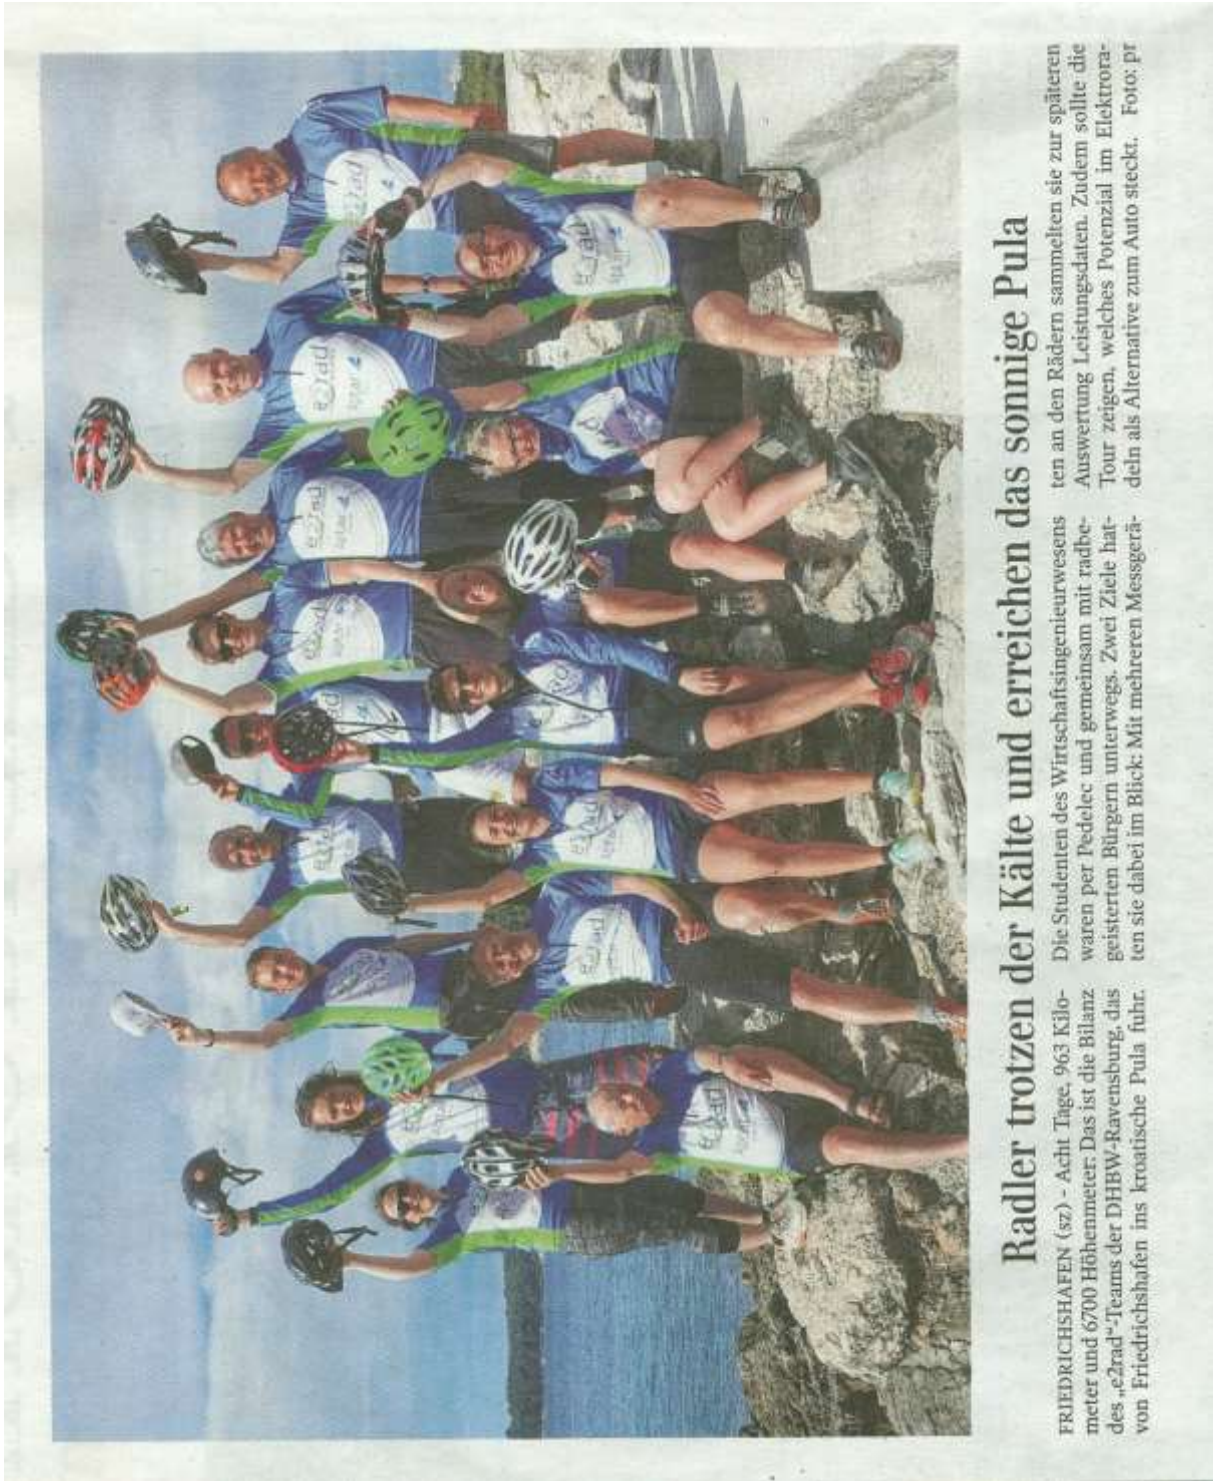 Radler trotzen der Kälte und erreichen das sonnige Pula
FRIEDRICHSHAFEN (sz) - Acht Tage, 963 Kilo-
meter und 6700 Höhenmeter: Das ist die Bilanz
des „e2rad“-Teams der DHBW-Ravensburg, das
von Friedrichshafen ins kroatische Pula fuhr.
Die Studenten des Wirtschaftsingenieurwesens
waren per Pedelec und gemeinsam mit radbe-
geisterten Bürgern unterwegs. Zwei Ziele hat-
ten sie dabei im Blick: Mit mehreren Messgerä-
ten an den Rädern sammelten sie zur späteren
Auswertung Leistungsdaten. Zudem sollte die
Tour zeigen, welches Potenzial im Elektrora-
deln als Alternative zum Auto steckt. Foto: pr